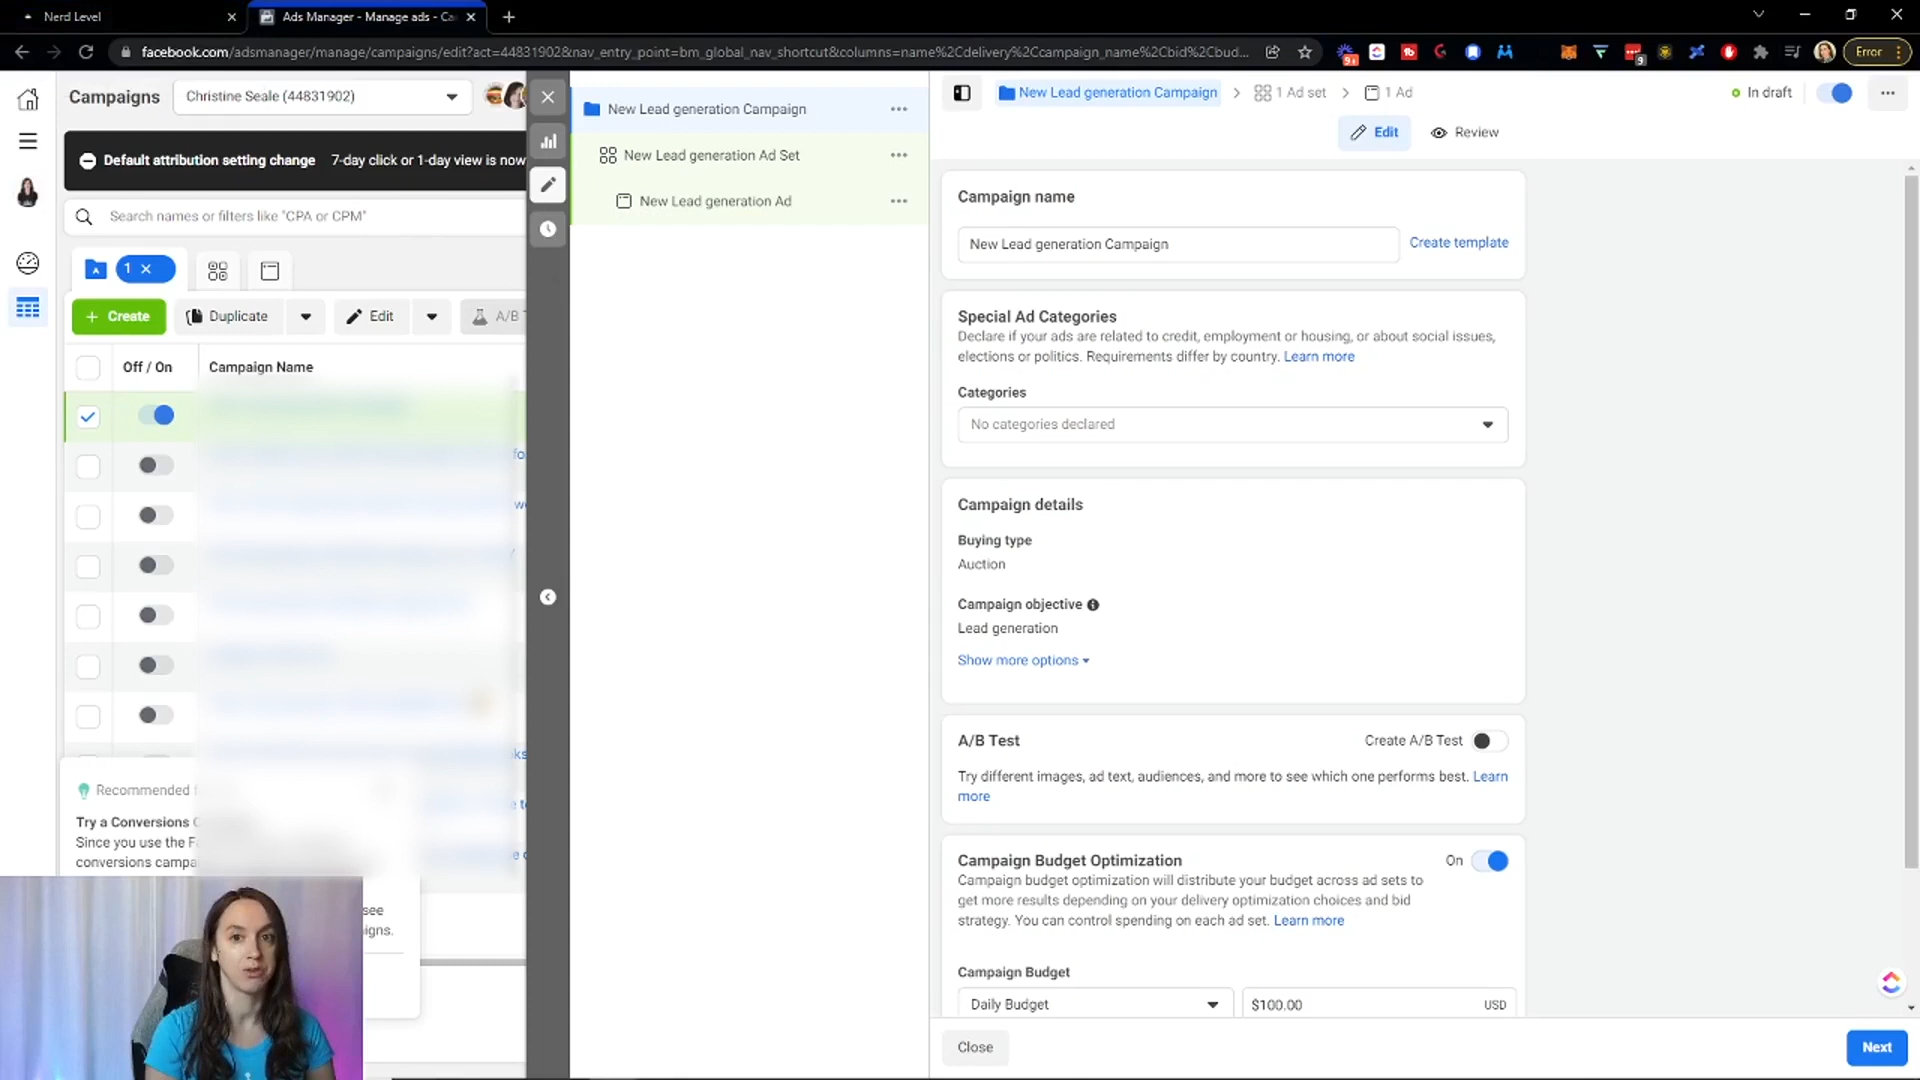 Nerd Level
Ads Manager - Manage ads - Ca
facebook.com/adsmanager/manage/campaigns/edit?act=44831902&nav_entry_point=bm_global_nav_shortcut&columns=name%2Cdelivery%2Ccampaign_name%2Cbid%2Cbud...
9+
9
Error
Campaigns
Christine Seale (44831902)
Default attribution setting change 7-day click or 1-day view is now
Search names or filters like "CPA or CPM"
1
Create
Duplicate
Edit
A/B T
Off / On
Campaign Name
fo
we
ks
e to
e c
Recommended f
Try a Conversions C
Since you use the Fa
conversions campa
see
igns.
New Lead generation Campaign
New Lead generation Ad Set
New Lead generation Ad
New Lead generation Campaign
1 Ad set
1 Ad
In draft
Edit
Review
Campaign name
New Lead generation Campaign
Create template
Special Ad Categories
Declare if your ads are related to credit, employment or housing, or about social issues,
elections or politics. Requirements differ by country. Learn more
Categories
No categories declared
Campaign details
Buying type
Auction
Campaign objective
Lead generation
Show more options
A/B Test
Create A/B Test
Try different images, ad text, audiences, and more to see which one performs best. Learn
more
Campaign Budget Optimization
On
Campaign budget optimization will distribute your budget across ad sets to
get more results depending on your delivery optimization choices and bid
strategy. You can control spending on each ad set. Learn more
Campaign Budget
Daily Budget
$100.00
USD
Close
Next